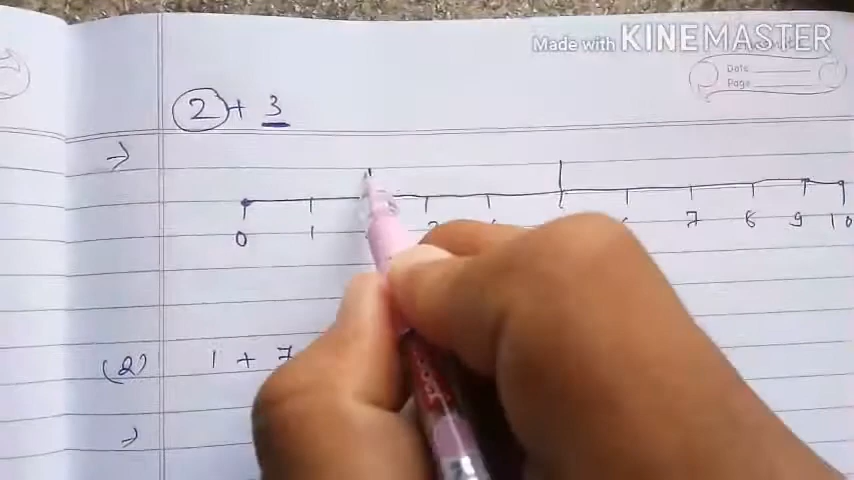 Made with KINEMASTER
Date
Page
2 + 3
→
0 1 7 8 9 10
(2) 1 + 7
→